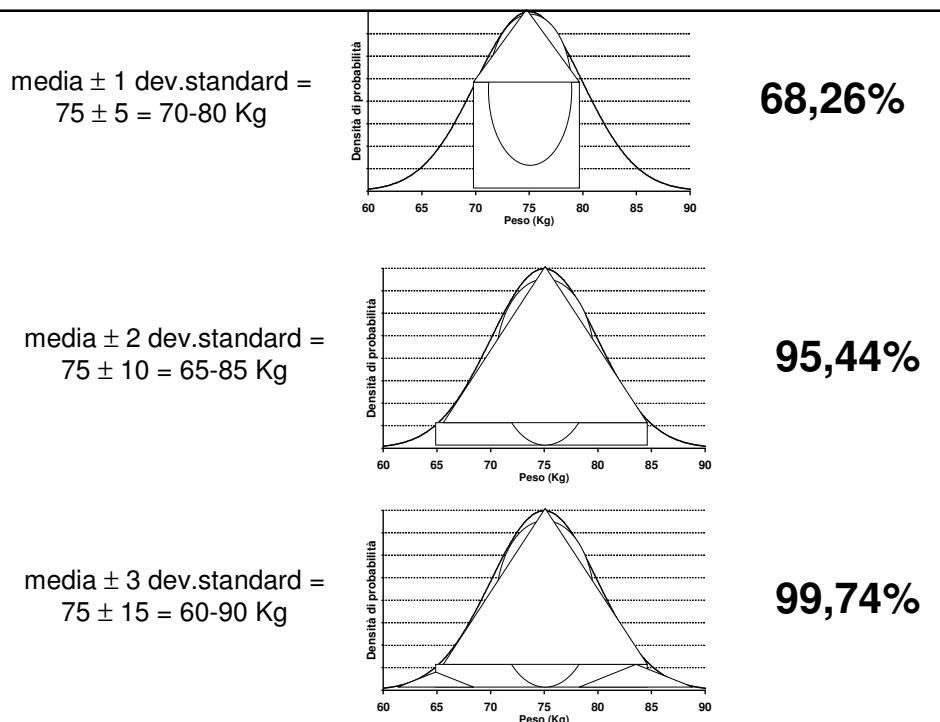 media ± 1 dev.standard =
75 ± 5 = 70-80 Kg
Densità di probabilità
60 65 70 75 80 85 90
Peso (Kg)
68,26%
media ± 2 dev.standard =
75 ± 10 = 65-85 Kg
Densità di probabilità
60 65 70 75 80 85 90
Peso (Kg)
95,44%
media ± 3 dev.standard =
75 ± 15 = 60-90 Kg
Densità di probabilità
60 65 70 75 80 85 90
Peso (Kg)
99,74%